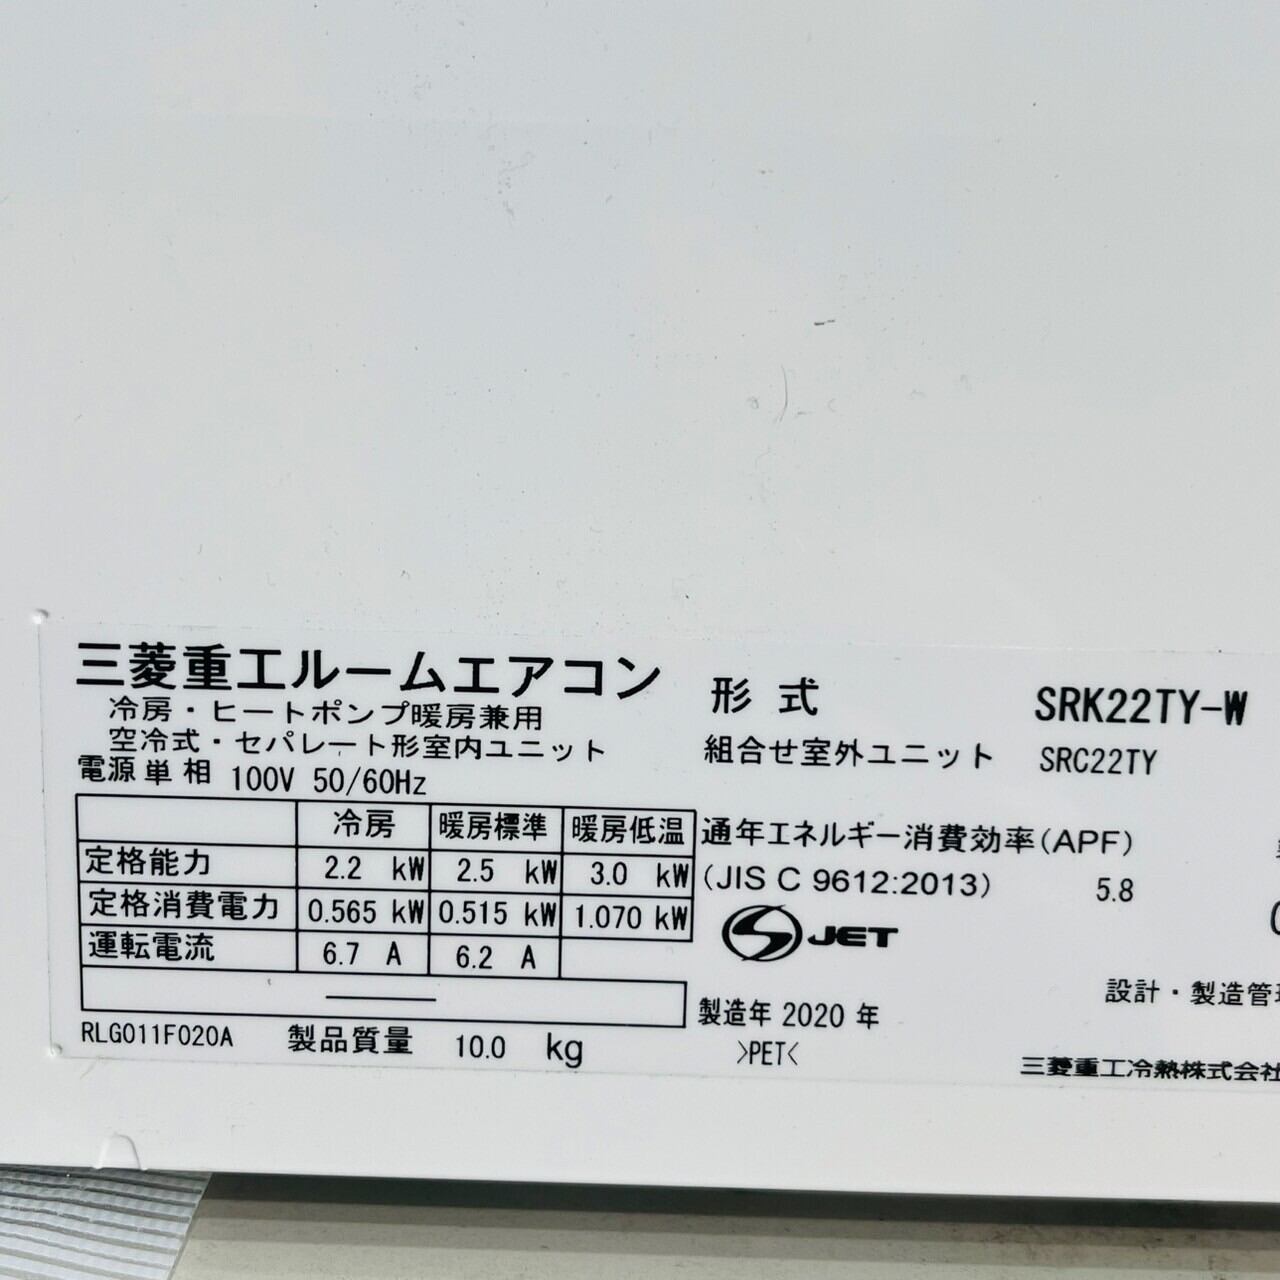 三菱重工ルームエアコン
冷房・ヒートポンプ暖房兼用
空冷式・セパレート形室内ユニット
電源 単相 100V 50/60Hz
形式 SRK22TY-W
組合せ室外ユニット SRC22TY
冷房 暖房標準 暖房低温
定格能力 2.2 kW 2.5 kW 3.0 kW
定格消費電力 0.565 kW 0.515 kW 1.070 kW
運転電流 6.7 A 6.2 A
RLG011F020A 製品質量 10.0 kg
通年エネルギー消費効率(APF)
(JIS C 9612:2013) 5.8
JET
製造年 2020 年
>PET<
設計・製造管
三菱重工冷熱株式会社